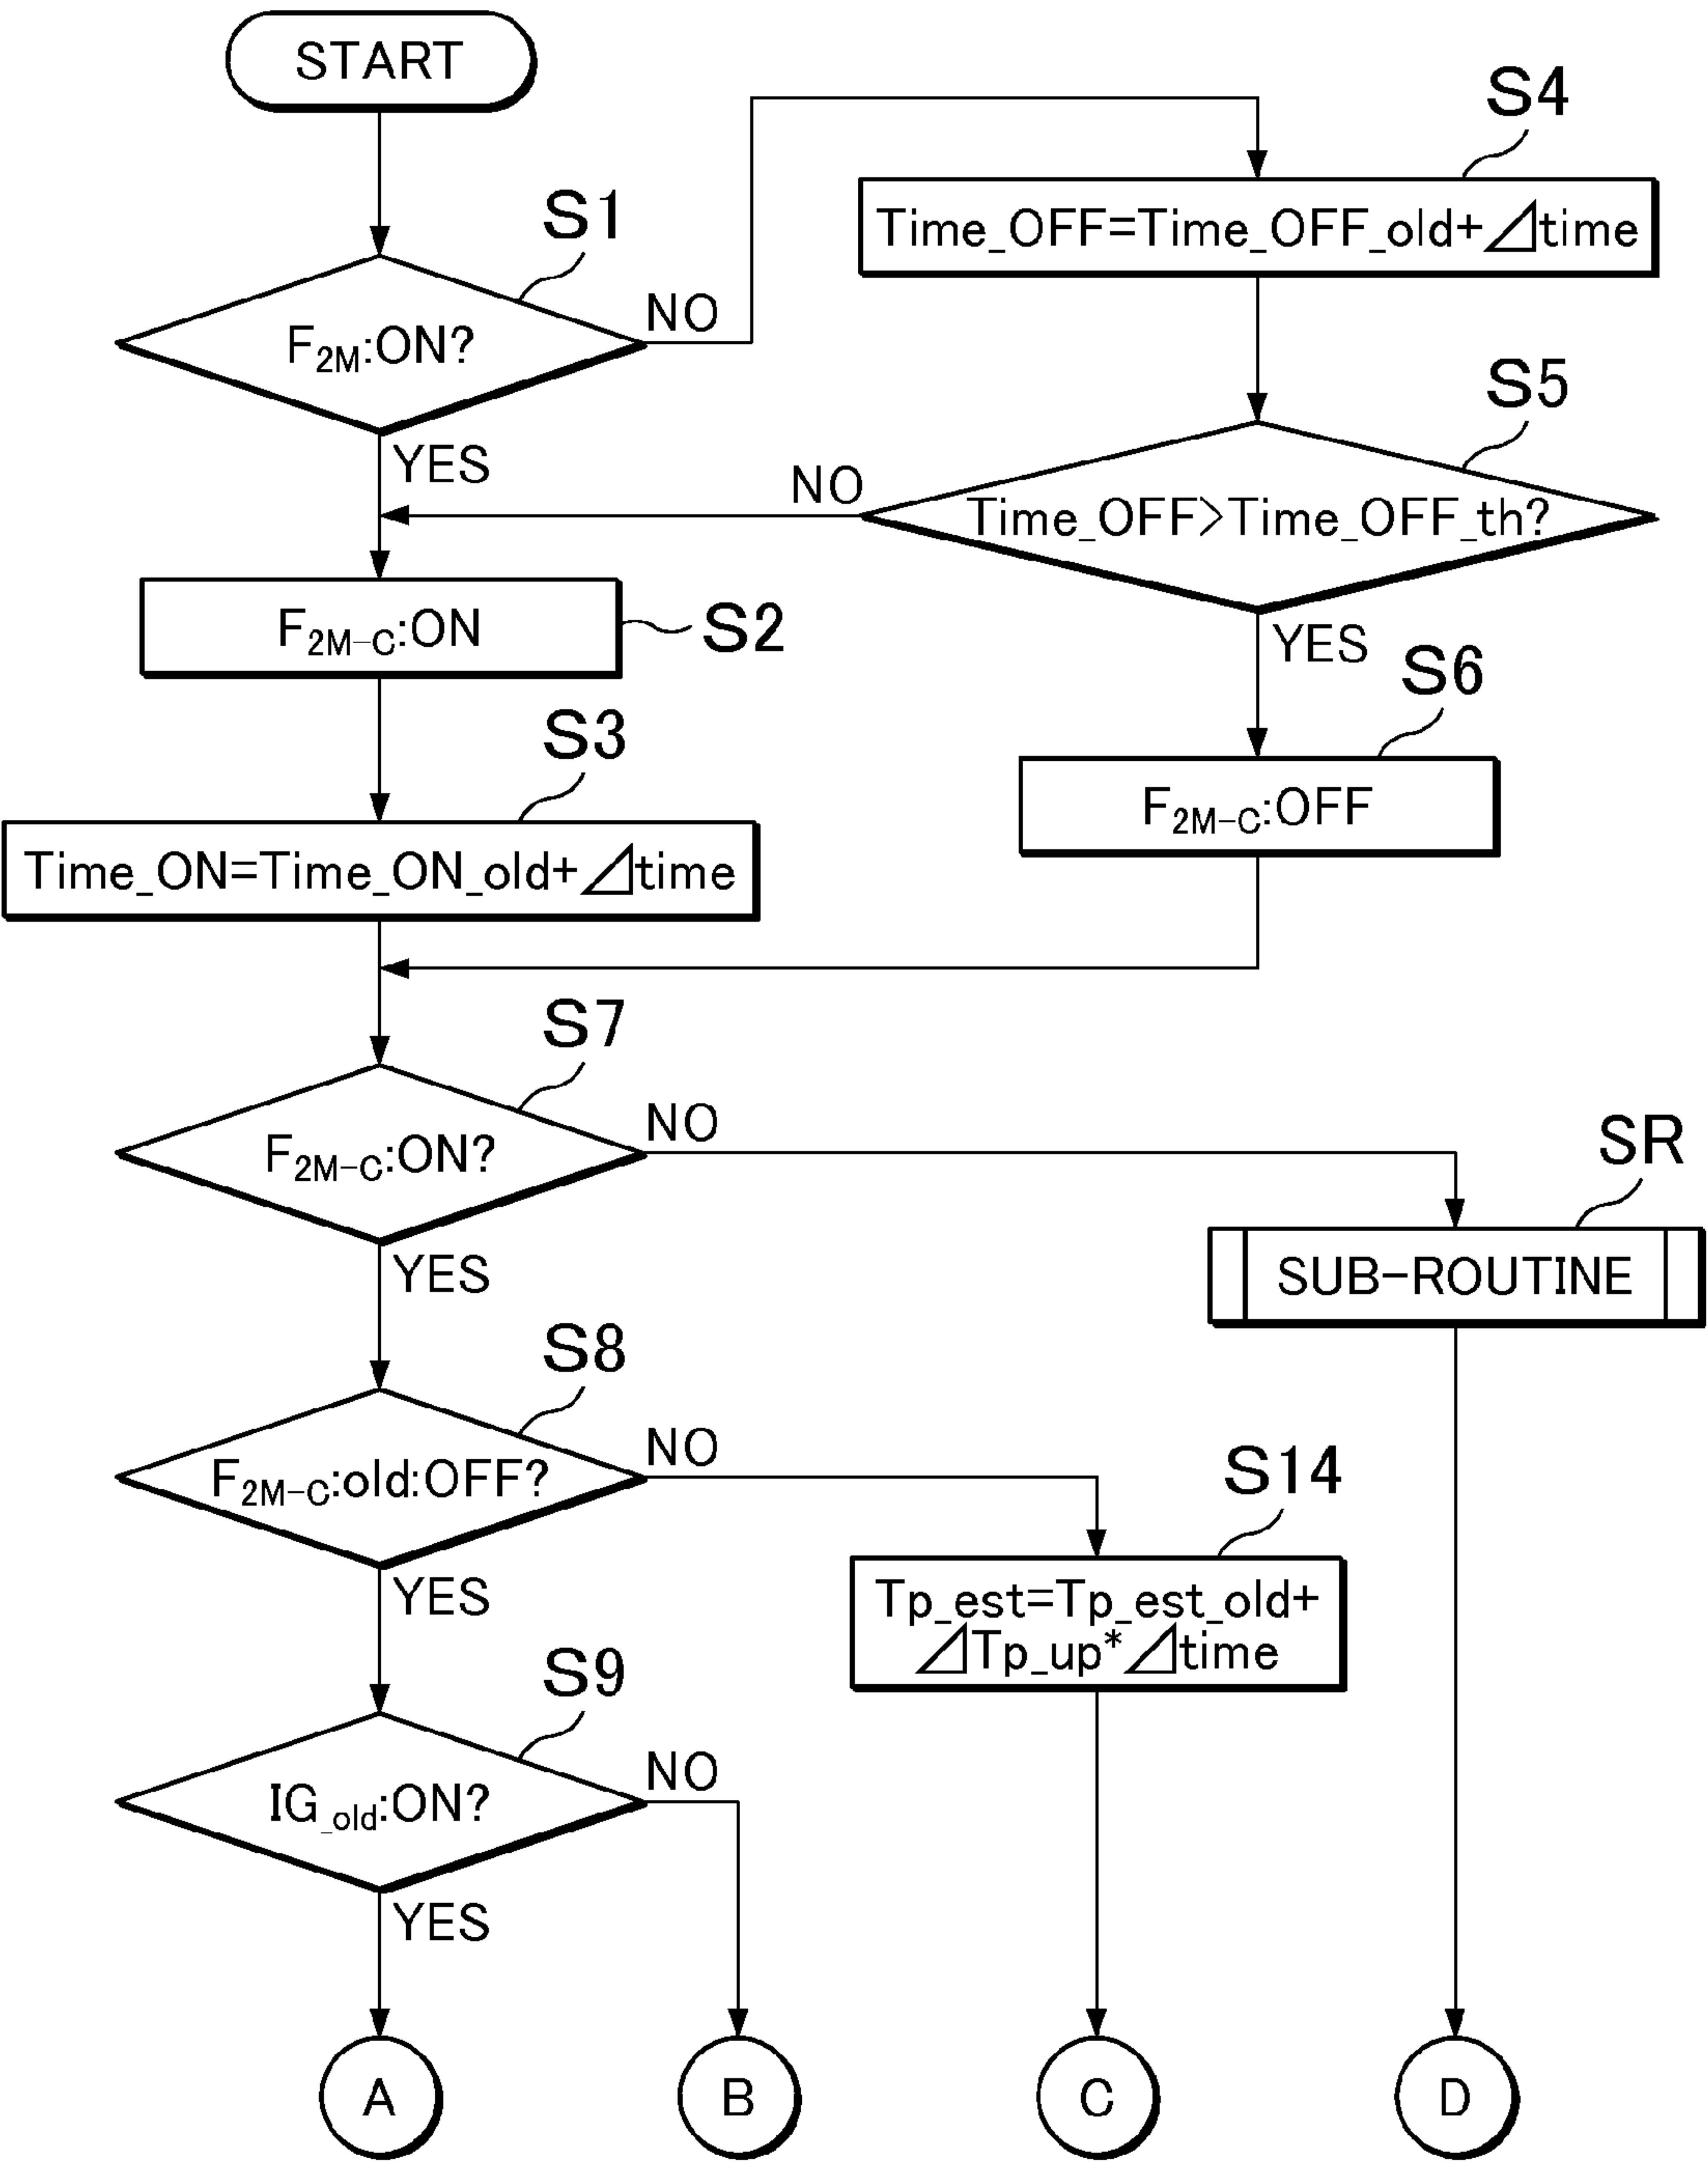 START
S4
Time_OFF=Time_OFF_old+⊿time
S1
F2M:ON?
NO
YES
S5
Time_OFF>Time_OFF_th?
NO
YES
F2M-C:ON
S2
S6
F2M-C:OFF
S3
Time_ON=Time_ON_old+⊿time
S7
F2M-C:ON?
NO
YES
SR
SUB-ROUTINE
S8
F2M-C:old:OFF?
NO
YES
S14
Tp_est=Tp_est_old+
⊿Tp_up*⊿time
S9
IG_old:ON?
NO
YES
A
B
C
D